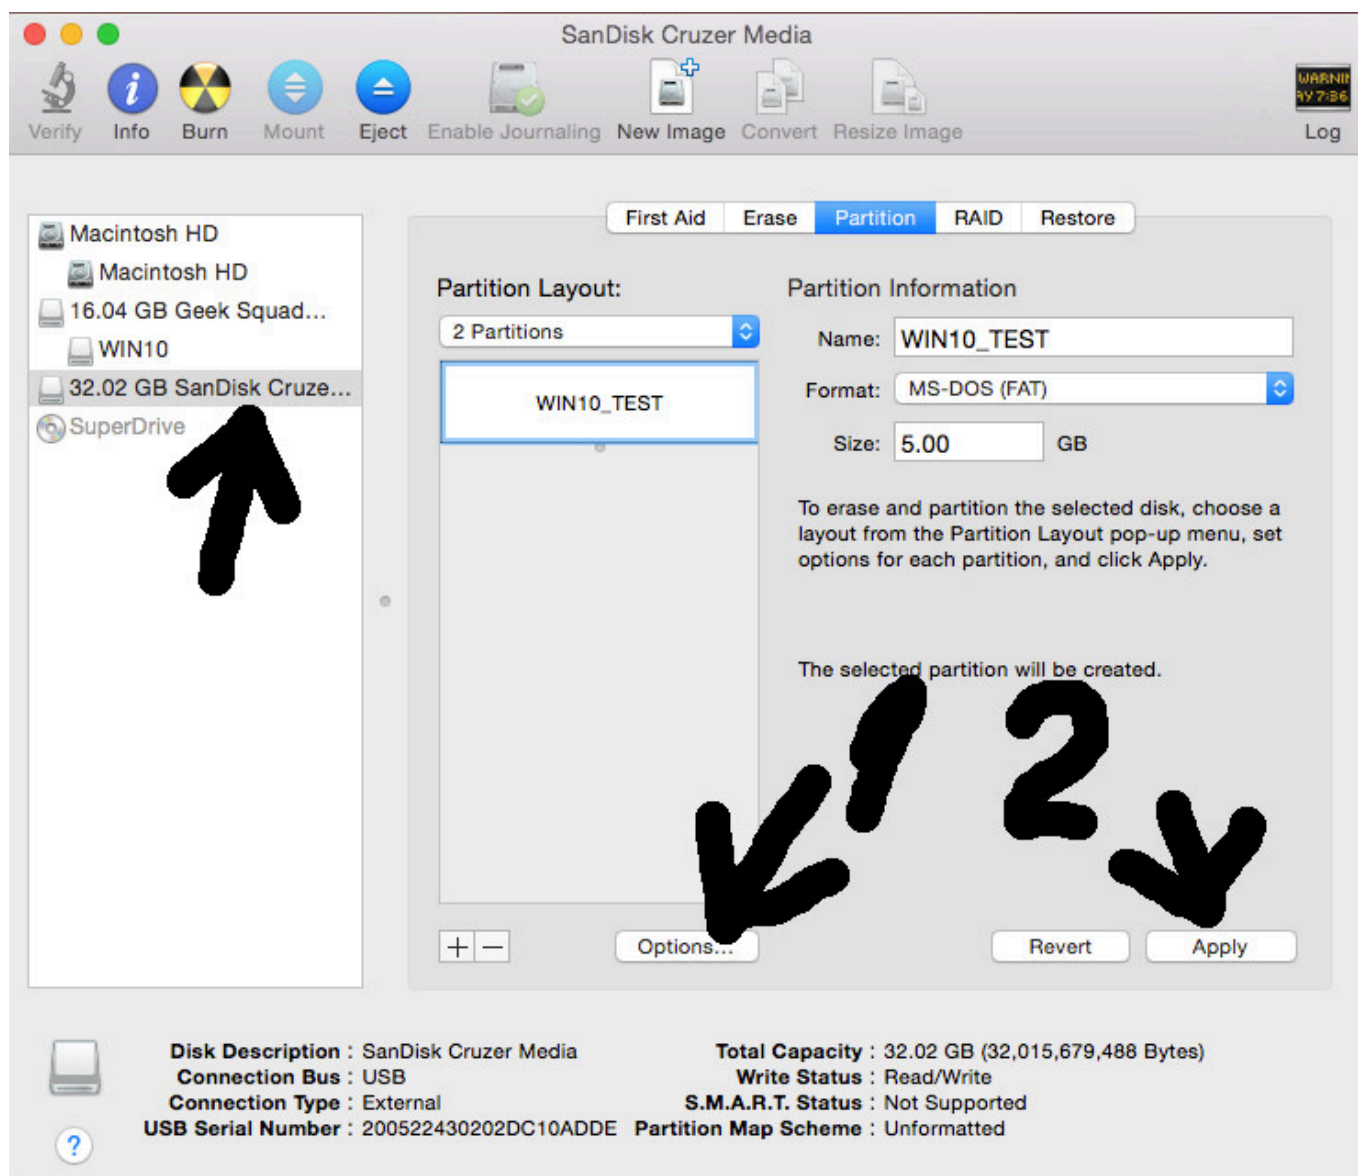 SanDisk Cruzer Media
WARNIN
AY 7:86
Verify Info Burn Mount Eject Enable Journaling New Image Convert Resize Image Log
First Aid Erase Partition RAID Restore
Macintosh HD
Macintosh HD
16.04 GB Geek Squad...
WIN10
32.02 GB SanDisk Cruze...
SuperDrive
Partition Layout:
2 Partitions
WIN10_TEST
Partition Information
Name: WIN10_TEST
Format: MS-DOS (FAT)
Size: 5.00 GB
To erase and partition the selected disk, choose a
layout from the Partition Layout pop-up menu, set
options for each partition, and click Apply.
The selected partition will be created.
1 2
+ − Options... Revert Apply
Disk Description : SanDisk Cruzer Media
Connection Bus : USB
Connection Type : External
USB Serial Number : 200522430202DC10ADDE
Total Capacity : 32.02 GB (32,015,679,488 Bytes)
Write Status : Read/Write
S.M.A.R.T. Status : Not Supported
Partition Map Scheme : Unformatted
?